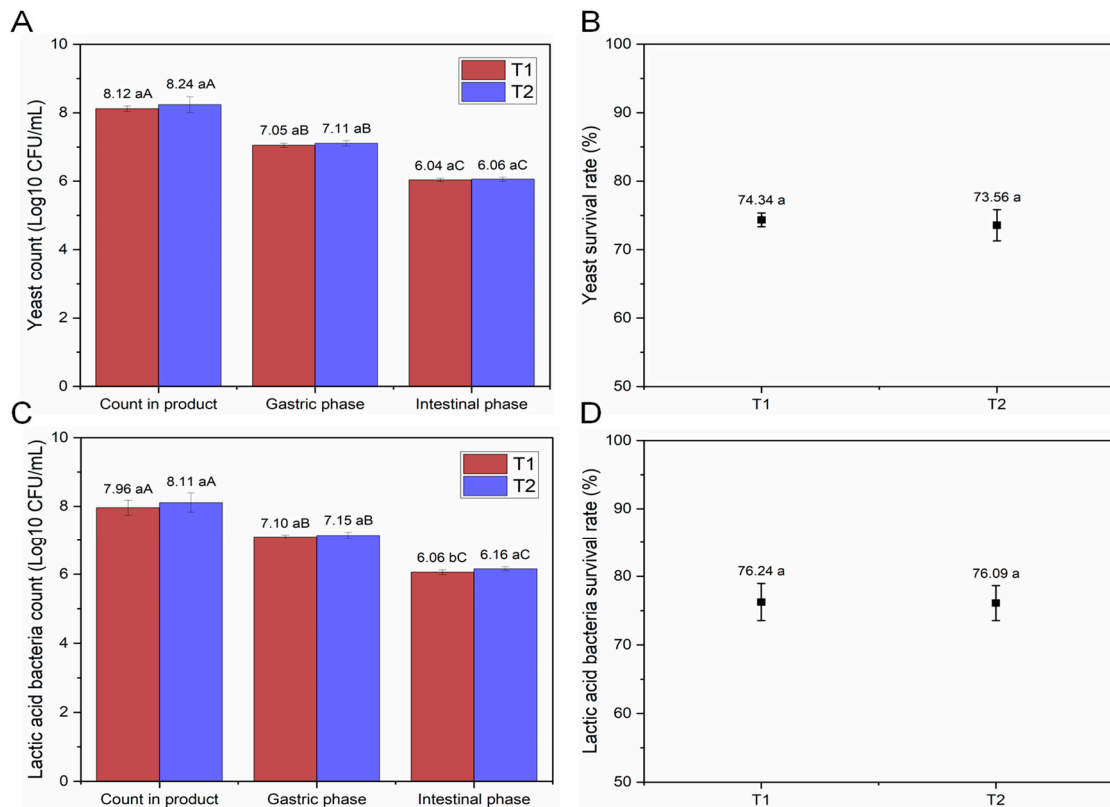 A
Yeast count (Log10 CFU/mL)
10
8
6
4
2
0
8.12 aA
8.24 aA
7.05 aB
7.11 aB
6.04 aC
6.06 aC
T1
T2
Count in product
Gastric phase
Intestinal phase
B
Yeast survival rate (%)
100
90
80
70
60
50
74.34 a
73.56 a
T1
T2
C
Lactic acid bacteria count (Log10 CFU/mL)
10
8
6
4
2
0
7.96 aA
8.11 aA
7.10 aB
7.15 aB
6.06 bC
6.16 aC
T1
T2
Count in product
Gastric phase
Intestinal phase
D
Lactic acid bacteria survival rate (%)
100
90
80
70
60
50
76.24 a
76.09 a
T1
T2